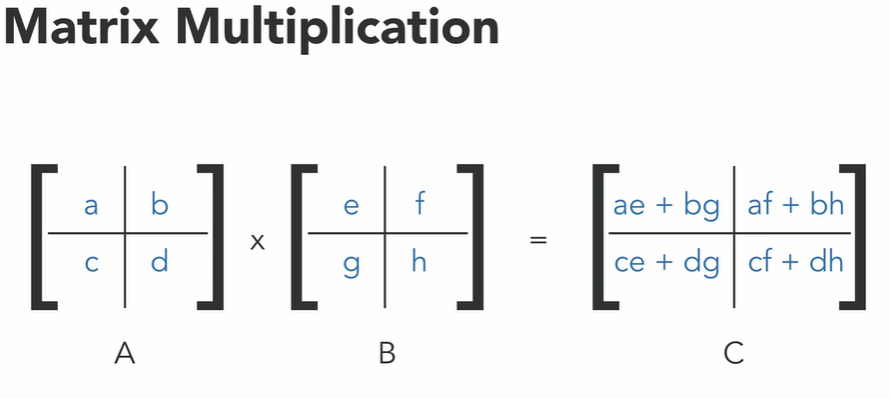 Matrix Multiplication
a b e f ae + bg af + bh
x =
c d g h ce + dg cf + dh
A B C